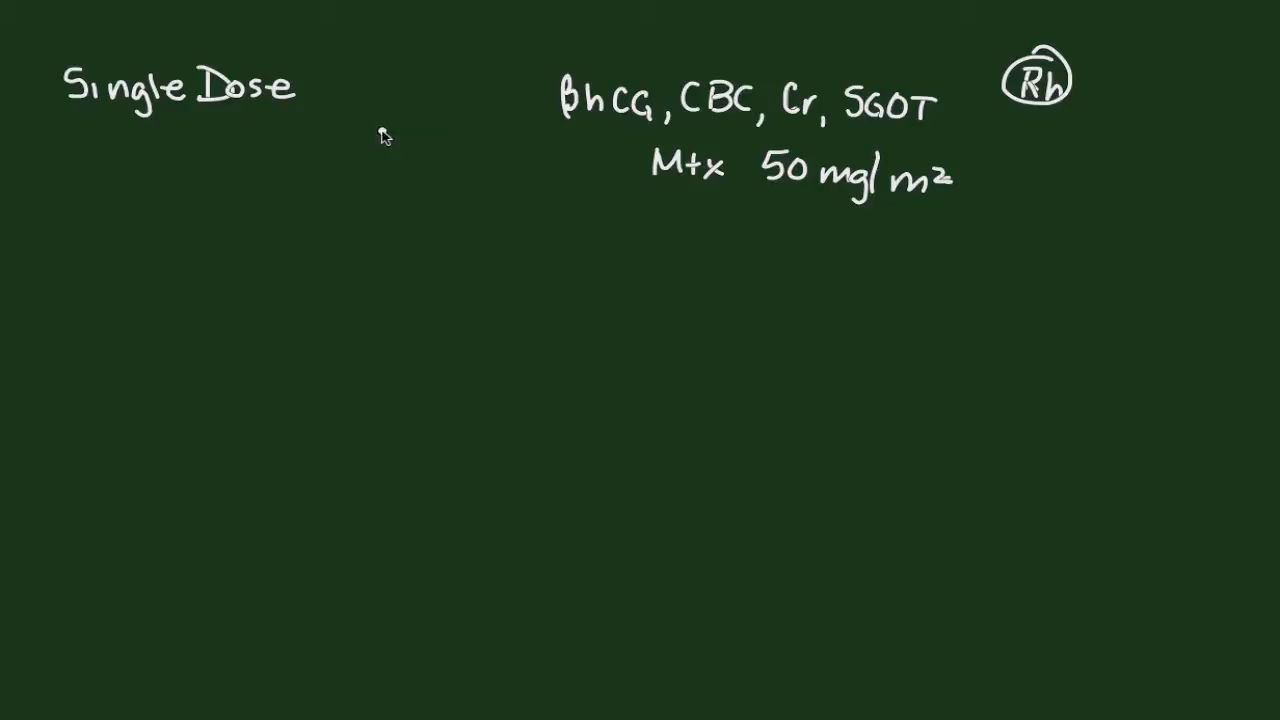 Single Dose
βhCG, CBC, Cr, SGOT
Rh
Mtx 50 mg/m²